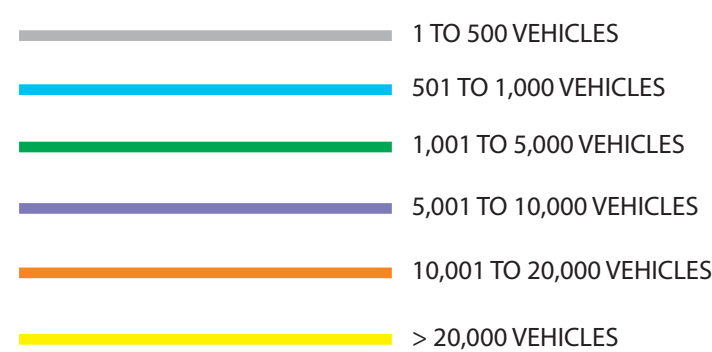 1 TO 500 VEHICLES
501 TO 1,000 VEHICLES
1,001 TO 5,000 VEHICLES
5,001 TO 10,000 VEHICLES
10,001 TO 20,000 VEHICLES
> 20,000 VEHICLES